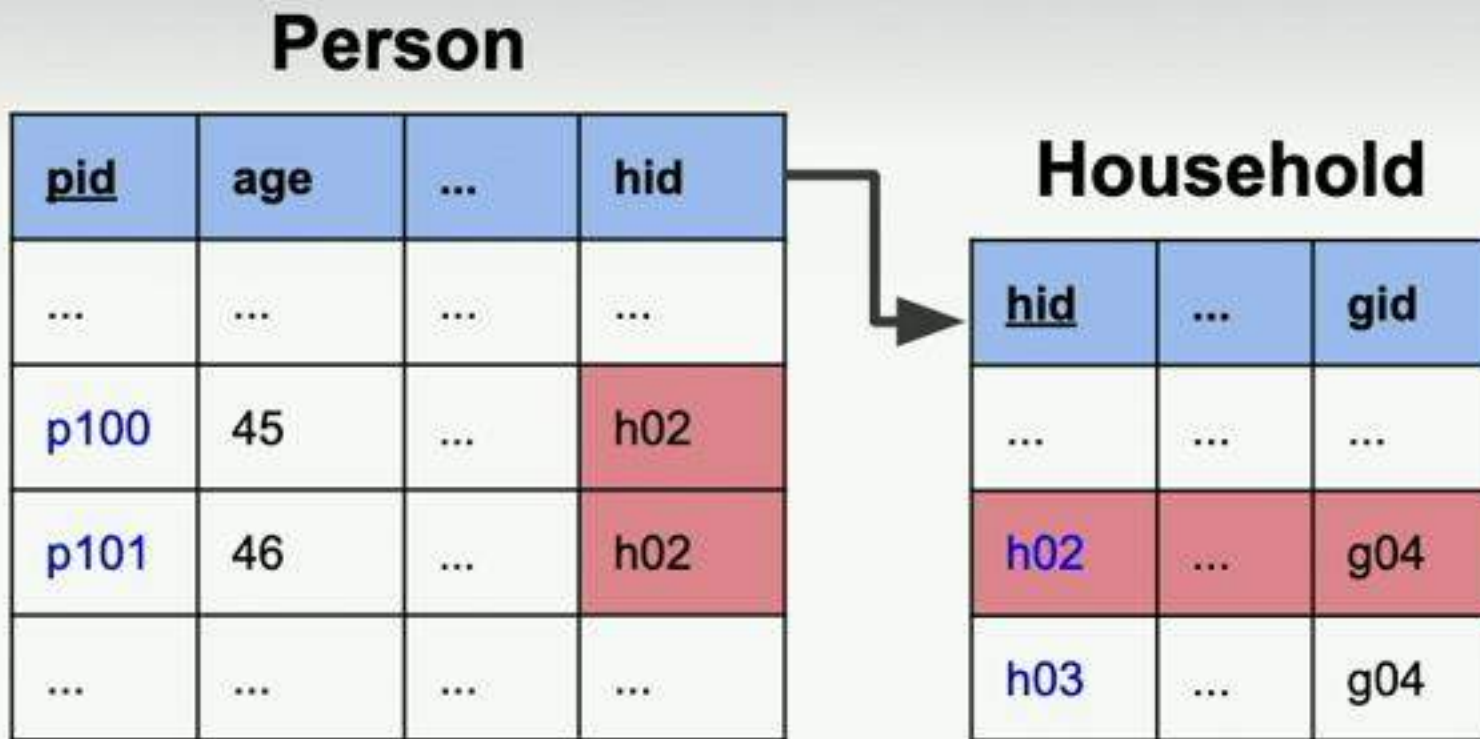 Person
pid age ... hid
... ... ... ...
p100 45 ... h02
p101 46 ... h02
... ... ... ...
Household
hid ... gid
... ... ...
h02 ... g04
h03 ... g04